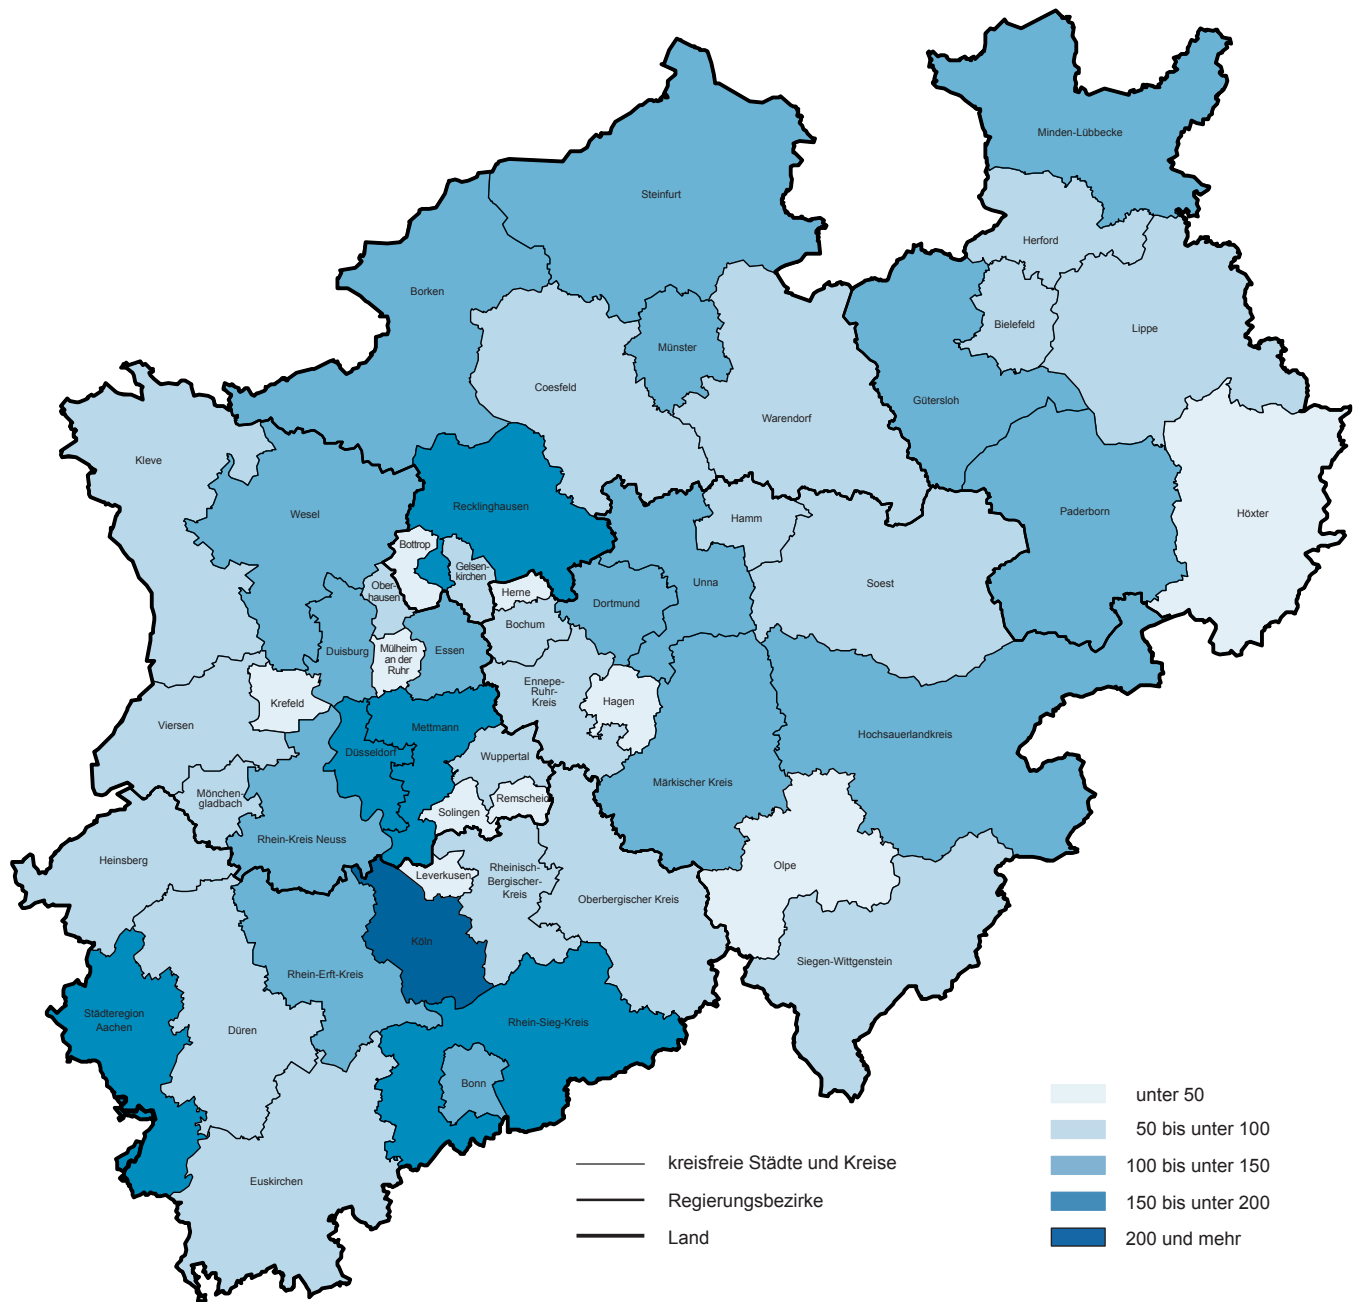 Minden-Lübbecke
Steinfurt
Herford
Borken
Bielefeld
Lippe
Münster
Coesfeld
Gütersloh
Warendorf
Kleve
Recklinghausen
Wesel
Hamm
Paderborn
Höxter
Bottrop
Gelsen-
kirchen
Ober-
hausen
Herne
Dortmund
Unna
Soest
Bochum
Duisburg
Mülheim
an der
Ruhr
Essen
Ennepe-
Ruhr-
Kreis
Hagen
Krefeld
Viersen
Mettmann
Düsseldorf
Wuppertal
Hochsauerlandkreis
Märkischer Kreis
Mönchen-
gladbach
Solingen
Remscheid
Rhein-Kreis Neuss
Heinsberg
Leverkusen
Rheinisch-
Bergischer-
Kreis
Olpe
Oberbergischer Kreis
Köln
Siegen-Wittgenstein
Rhein-Erft-Kreis
Städteregion
Aachen
Düren
Rhein-Sieg-Kreis
Bonn
Euskirchen
unter 50
50 bis unter 100
100 bis unter 150
150 bis unter 200
200 und mehr
kreisfreie Städte und Kreise
Regierungsbezirke
Land